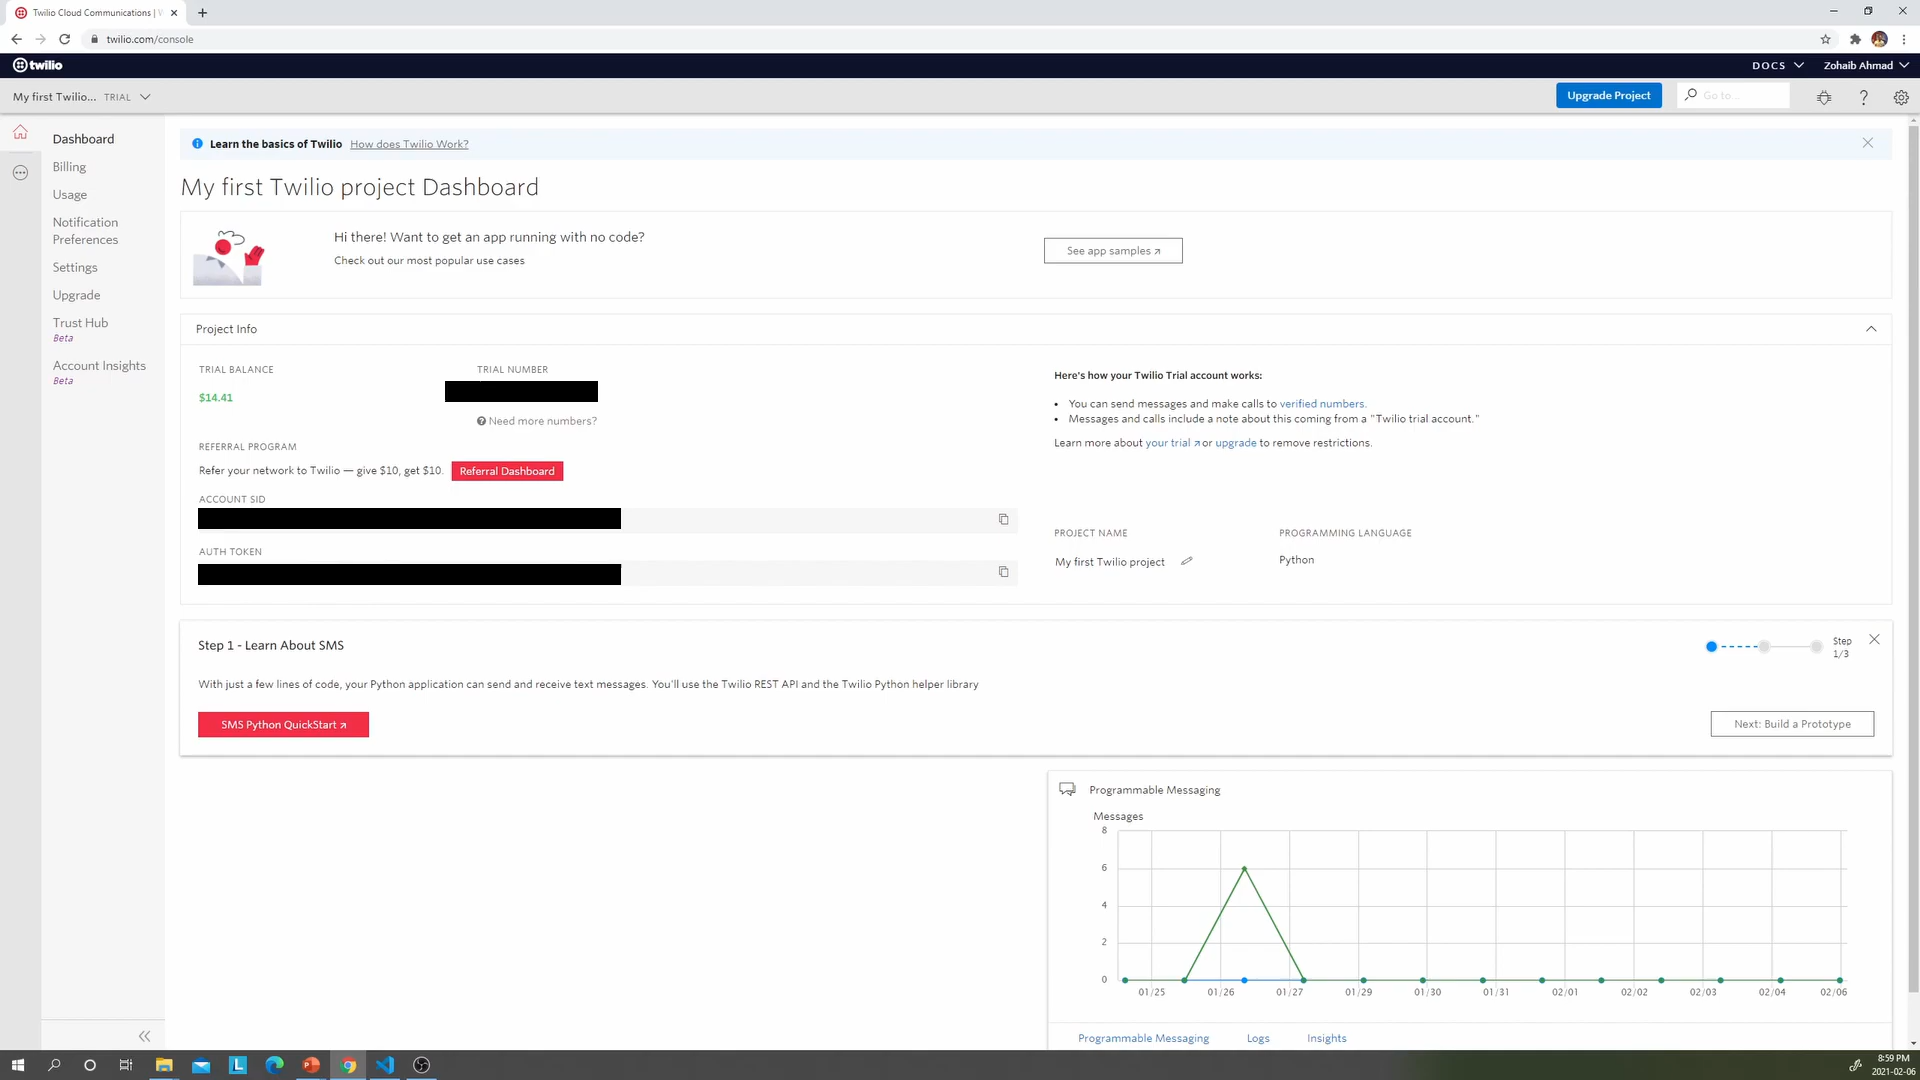 Twilio Cloud Communications | W
twilio.com/console
twilio
DOCS
Zohaib Ahmad
My first Twilio... TRIAL
Upgrade Project
Go to ...
Dashboard
Billing
Usage
Notification
Preferences
Settings
Upgrade
Trust Hub
Beta
Account Insights
Beta
Learn the basics of Twilio How does Twilio Work?
My first Twilio project Dashboard
Hi there! Want to get an app running with no code?
Check out our most popular use cases
See app samples ↗
Project Info
TRIAL BALANCE
$14.41
TRIAL NUMBER
Need more numbers?
REFERRAL PROGRAM
Refer your network to Twilio — give $10, get $10. Referral Dashboard
ACCOUNT SID
AUTH TOKEN
Here's how your Twilio Trial account works:
• You can send messages and make calls to verified numbers.
• Messages and calls include a note about this coming from a "Twilio trial account."
Learn more about your trial ↗ or upgrade to remove restrictions.
PROJECT NAME
My first Twilio project
PROGRAMMING LANGUAGE
Python
Step 1 - Learn About SMS
Step
1/3
With just a few lines of code, your Python application can send and receive text messages. You'll use the Twilio REST API and the Twilio Python helper library
SMS Python QuickStart ↗
Next: Build a Prototype
Programmable Messaging
Messages
8
6
4
2
0
01/25 01/26 01/27 01/29 01/30 01/31 02/01 02/02 02/03 02/04 02/06
Programmable Messaging Logs Insights
8:59 PM
2021-02-06